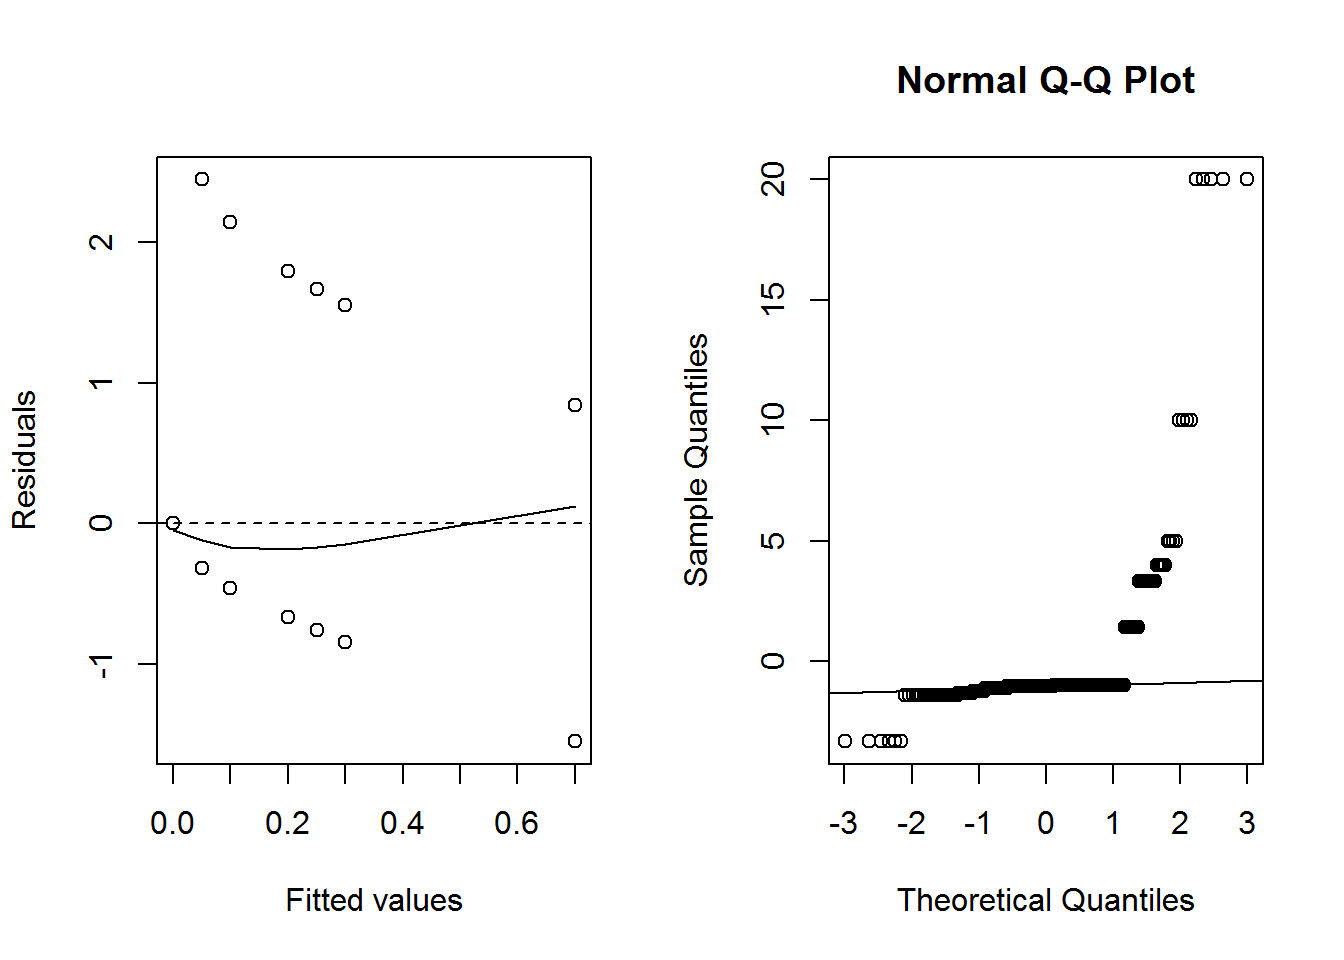 Residuals
2
1
0
-1
0.0 0.2 0.4 0.6
Fitted values
Normal Q-Q Plot
Sample Quantiles
20
15
10
5
0
-3 -2 -1 0 1 2 3
Theoretical Quantiles